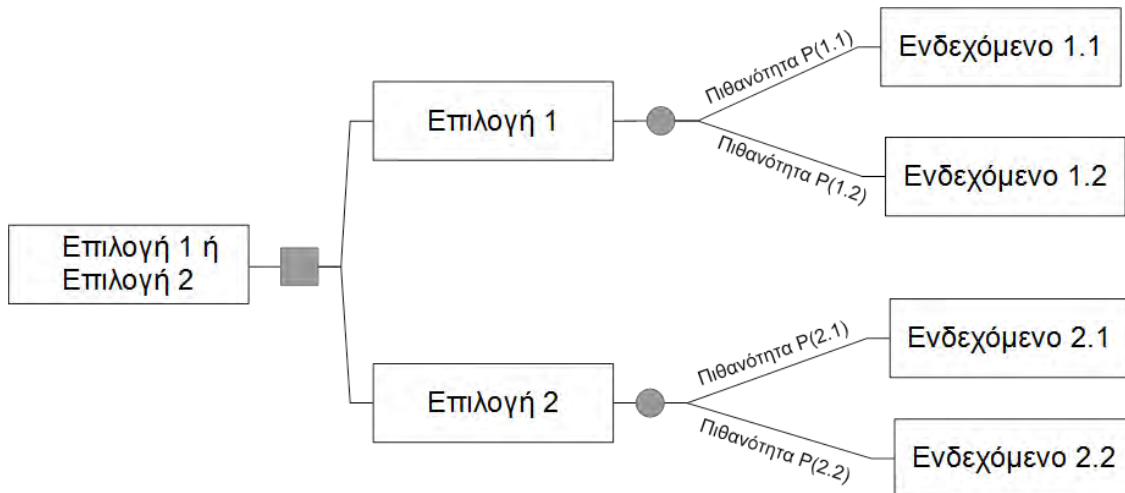 Επιλογή 1 ή
Επιλογή 2
Επιλογή 1
Πιθανότητα P(1.1)
Ενδεχόμενο 1.1
Πιθανότητα P(1.2)
Ενδεχόμενο 1.2
Επιλογή 2
Πιθανότητα P(2.1)
Ενδεχόμενο 2.1
Πιθανότητα P(2.2)
Ενδεχόμενο 2.2